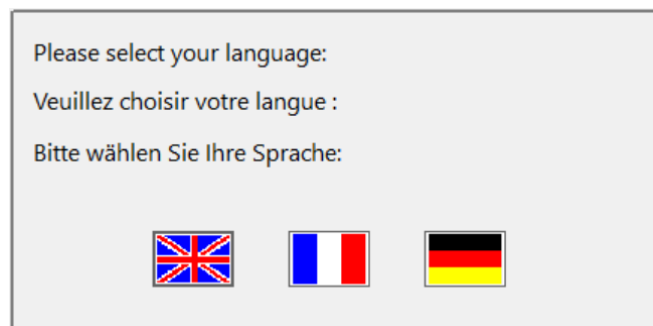 Please select your language:
Veuillez choisir votre langue :
Bitte wählen Sie Ihre Sprache: